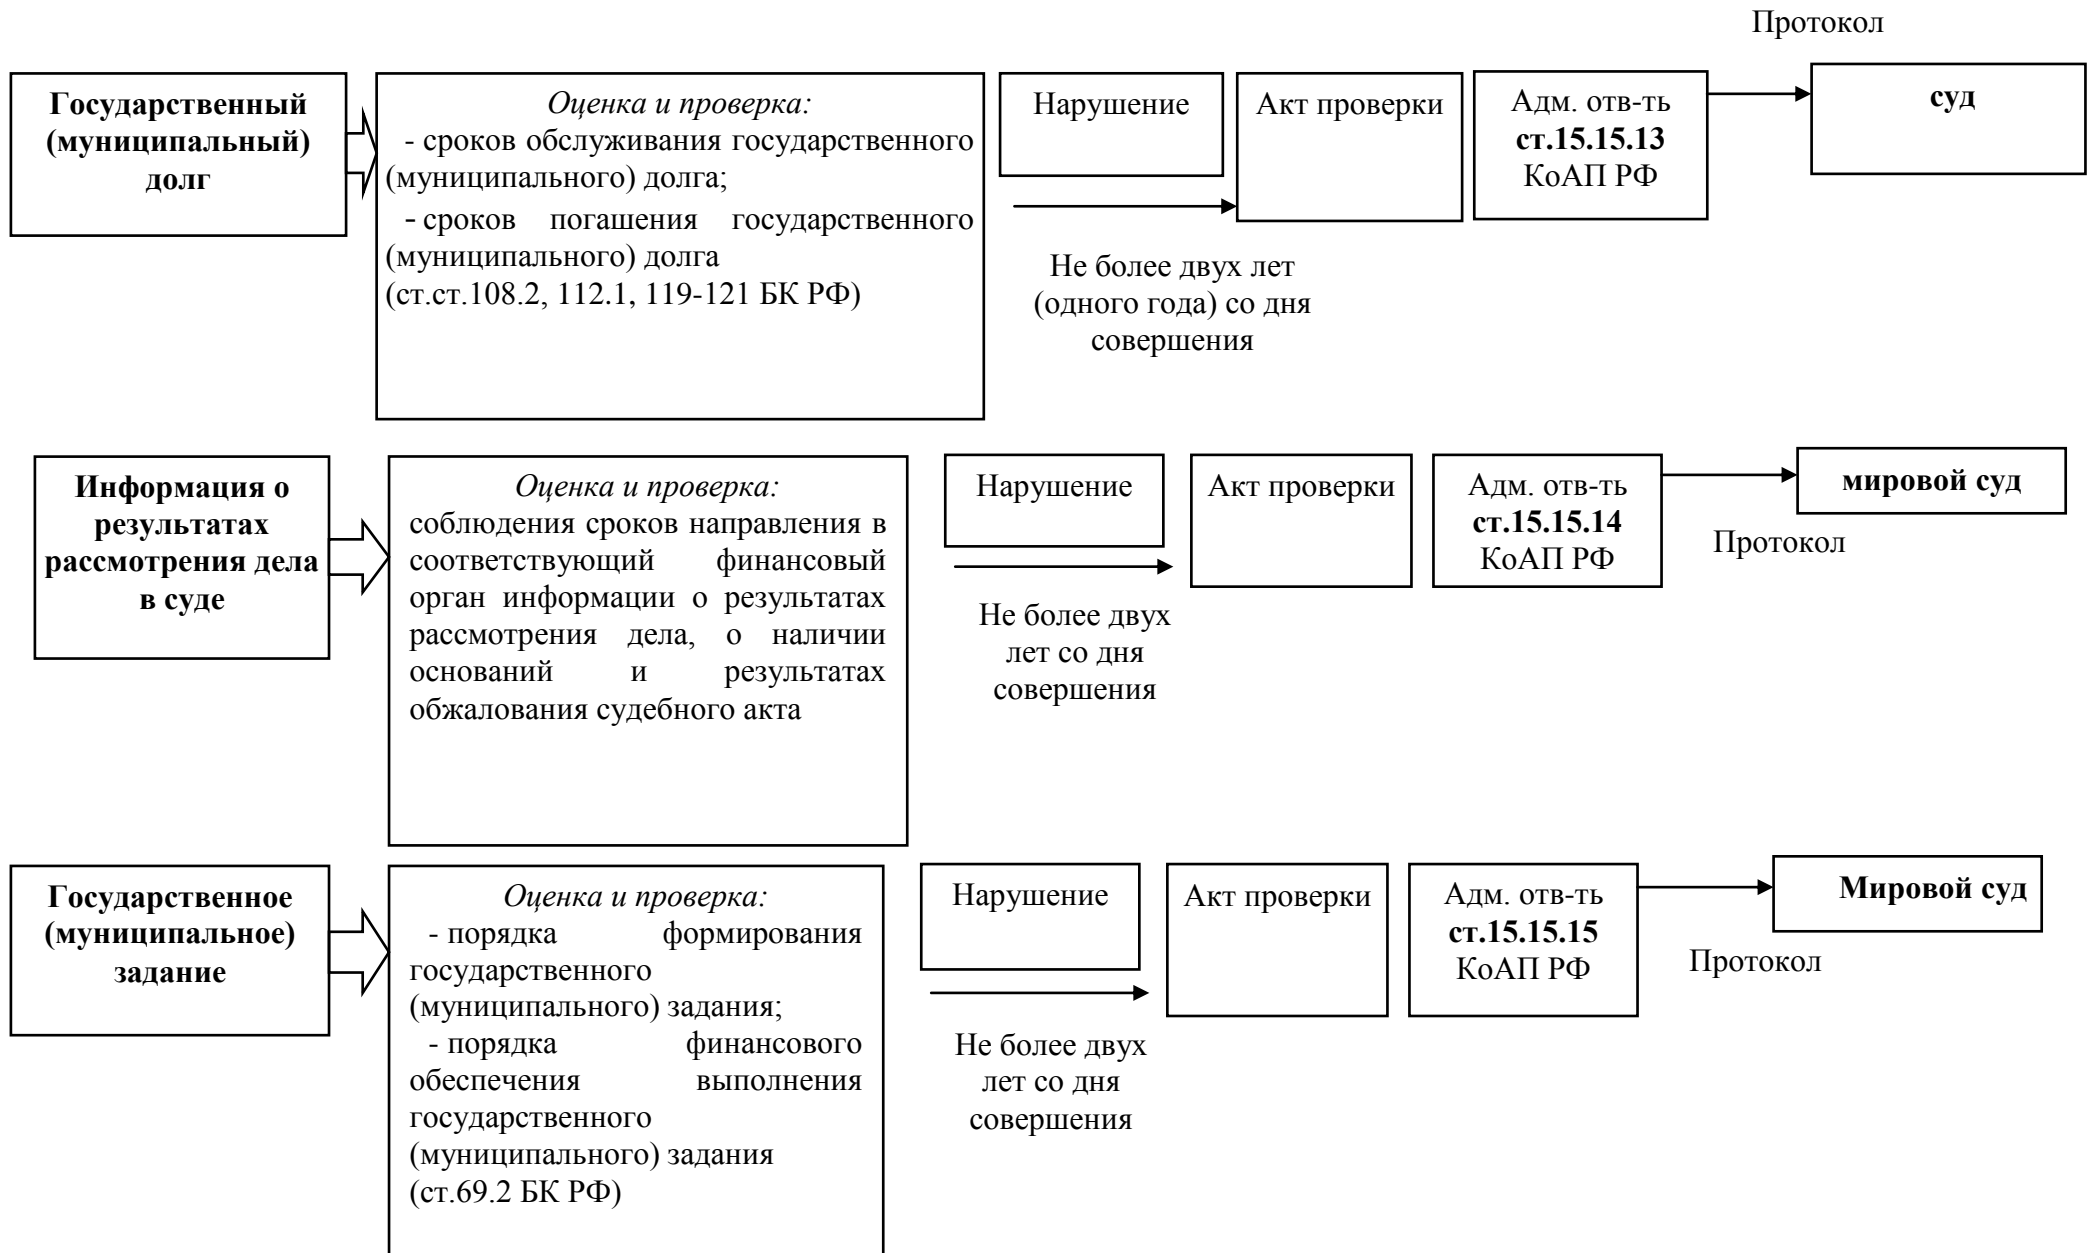 Протокол
Государственный
(муниципальный)
долг
Оценка и проверка:
- сроков обслуживания государственного
(муниципального) долга;
- сроков погашения государственного
(муниципального) долга
(ст.ст.108.2, 112.1, 119-121 БК РФ)
Нарушение
Не более двух лет
(одного года) со дня
совершения
Акт проверки
Адм. отв-ть
ст.15.15.13
КоАП РФ
суд
Информация о
результатах
рассмотрения дела
в суде
Оценка и проверка:
соблюдения сроков направления в
соответствующий финансовый
орган информации о результатах
рассмотрения дела, о наличии
оснований и результатах
обжалования судебного акта
Нарушение
Не более двух
лет со дня
совершения
Акт проверки
Адм. отв-ть
ст.15.15.14
КоАП РФ
Протокол
мировой суд
Государственное
(муниципальное)
задание
Оценка и проверка:
- порядка формирования
государственного
(муниципального) задания;
- порядка финансового
обеспечения выполнения
государственного
(муниципального) задания
(ст.69.2 БК РФ)
Нарушение
Не более двух
лет со дня
совершения
Акт проверки
Адм. отв-ть
ст.15.15.15
КоАП РФ
Протокол
Мировой суд